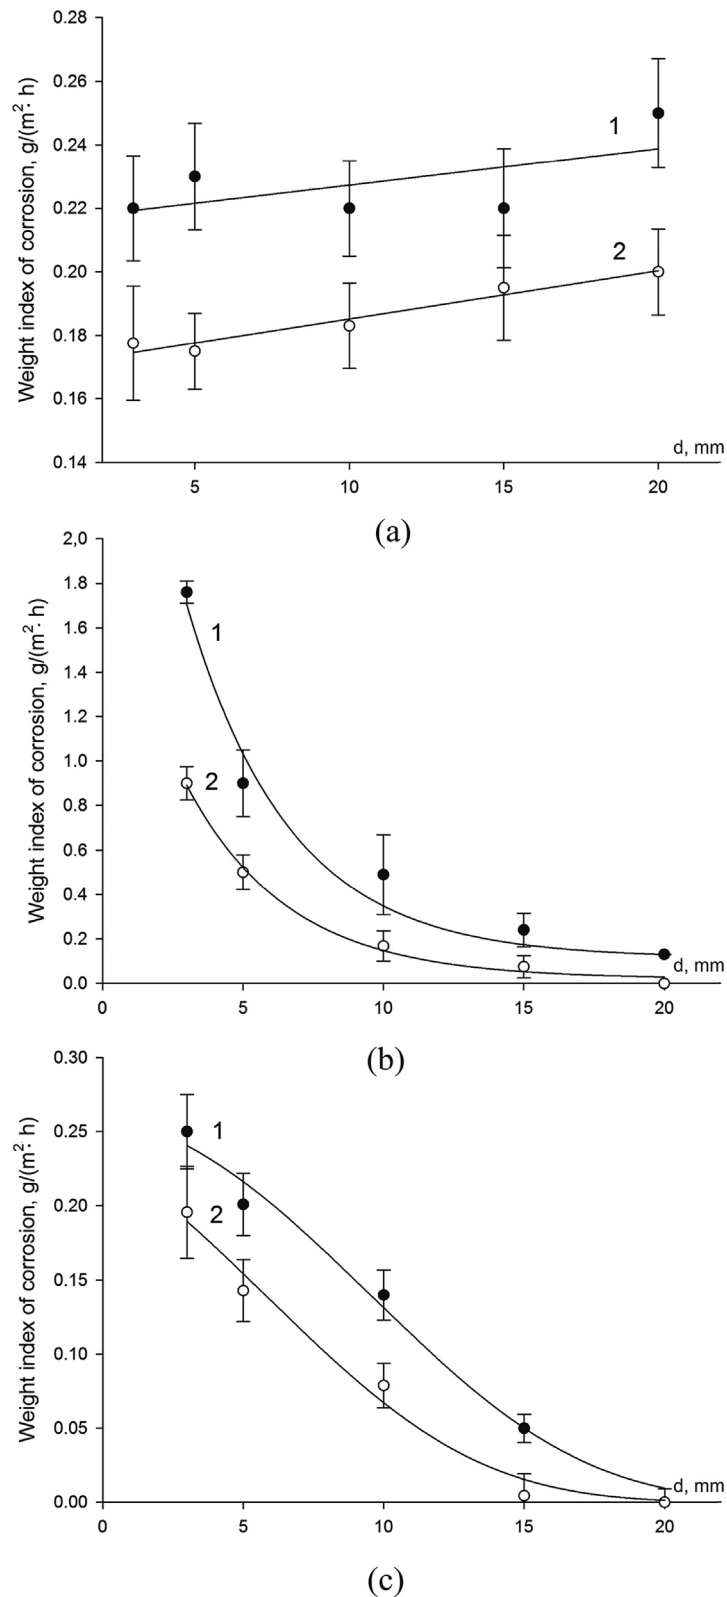 0.28
0.26
0.24
0.22
0.20
0.18
0.16
0.14
Weight index of corrosion, g/(m²· h)
1
2
d, mm
5 10 15 20
(a)
2,0
1.8
1.6
1.4
1.2
1.0
0.8
0.6
0.4
0.2
0.0
Weight index of corrosion, g/(m²· h)
1
2
d, mm
0 5 10 15 20
(b)
0.30
0.25
0.20
0.15
0.10
0.05
0.00
Weight index of corrosion, g/(m²· h)
1
2
d, mm
0 5 10 15 20
(c)